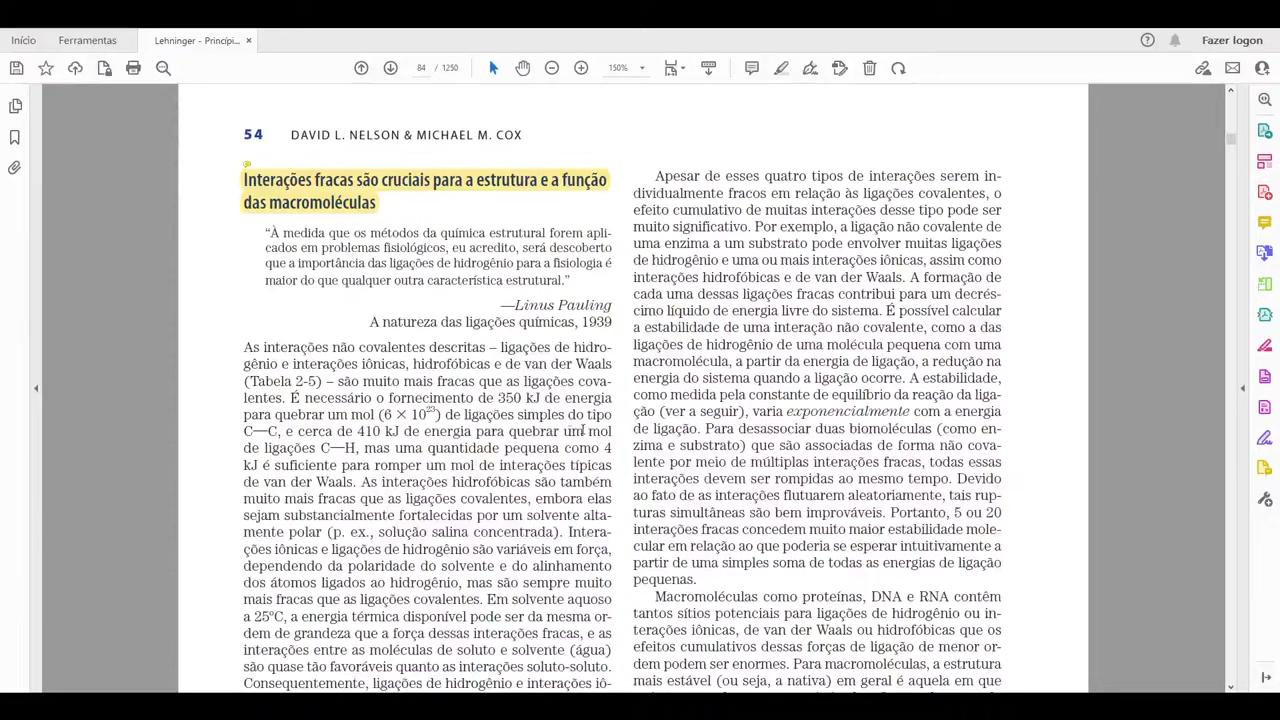 Início
Ferramentas
Lehninger - Princípi...
Fazer logon
84 / 1250
150%
54 DAVID L. NELSON & MICHAEL M. COX
Interações fracas são cruciais para a estrutura e a função
das macromoléculas
“À medida que os métodos da química estrutural forem apli-
cados em problemas fisiológicos, eu acredito, será descoberto
que a importância das ligações de hidrogênio para a fisiologia é
maior do que qualquer outra característica estrutural.”
—Linus Pauling
A natureza das ligações químicas, 1939
As interações não covalentes descritas – ligações de hidro-
gênio e interações iônicas, hidrofóbicas e de van der Waals
(Tabela 2-5) – são muito mais fracas que as ligações cova-
lentes. É necessário o fornecimento de 350 kJ de energia
para quebrar um mol (6 × 10²³) de ligações simples do tipo
C—C, e cerca de 410 kJ de energia para quebrar um mol
de ligações C—H, mas uma quantidade pequena como 4
kJ é suficiente para romper um mol de interações típicas
de van der Waals. As interações hidrofóbicas são também
muito mais fracas que as ligações covalentes, embora elas
sejam substancialmente fortalecidas por um solvente alta-
mente polar (p. ex., solução salina concentrada). Intera-
ções iônicas e ligações de hidrogênio são variáveis em força,
dependendo da polaridade do solvente e do alinhamento
dos átomos ligados ao hidrogênio, mas são sempre muito
mais fracas que as ligações covalentes. Em solvente aquoso
a 25°C, a energia térmica disponível pode ser da mesma or-
dem de grandeza que a força dessas interações fracas, e as
interações entre as moléculas de soluto e solvente (água)
são quase tão favoráveis quanto as interações soluto-soluto.
Consequentemente, ligações de hidrogênio e interações iô-
Apesar de esses quatro tipos de interações serem in-
dividualmente fracos em relação às ligações covalentes, o
efeito cumulativo de muitas interações desse tipo pode ser
muito significativo. Por exemplo, a ligação não covalente de
uma enzima a um substrato pode envolver muitas ligações
de hidrogênio e uma ou mais interações iônicas, assim como
interações hidrofóbicas e de van der Waals. A formação de
cada uma dessas ligações fracas contribui para um decrés-
cimo líquido de energia livre do sistema. É possível calcular
a estabilidade de uma interação não covalente, como a das
ligações de hidrogênio de uma molécula pequena com uma
macromolécula, a partir da energia de ligação, a redução na
energia do sistema quando a ligação ocorre. A estabilidade,
como medida pela constante de equilíbrio da reação da liga-
ção (ver a seguir), varia exponencialmente com a energia
de ligação. Para desassociar duas biomoléculas (como en-
zima e substrato) que são associadas de forma não cova-
lente por meio de múltiplas interações fracas, todas essas
interações devem ser rompidas ao mesmo tempo. Devido
ao fato de as interações flutuarem aleatoriamente, tais rup-
turas simultâneas são bem improváveis. Portanto, 5 ou 20
interações fracas concedem muito maior estabilidade mole-
cular em relação ao que poderia se esperar intuitivamente a
partir de uma simples soma de todas as energias de ligação
pequenas.
Macromoléculas como proteínas, DNA e RNA contêm
tantos sítios potenciais para ligações de hidrogênio ou in-
terações iônicas, de van der Waals ou hidrofóbicas que os
efeitos cumulativos dessas forças de ligação de menor or-
dem podem ser enormes. Para macromoléculas, a estrutura
mais estável (ou seja, a nativa) em geral é aquela em que